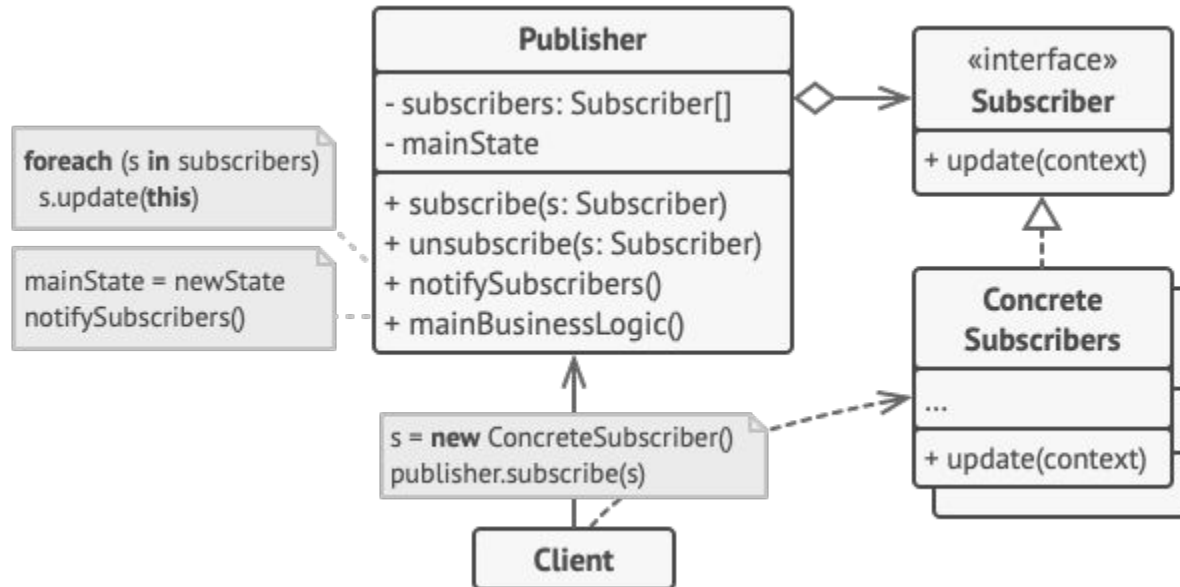 Publisher
- subscribers: Subscriber[]
- mainState
+ subscribe(s: Subscriber)
+ unsubscribe(s: Subscriber)
+ notifySubscribers()
+ mainBusinessLogic()
«interface»
Subscriber
+ update(context)
foreach (s in subscribers)
s.update(this)
mainState = newState
notifySubscribers()
Concrete
Subscribers
...
+ update(context)
s = new ConcreteSubscriber()
publisher.subscribe(s)
Client